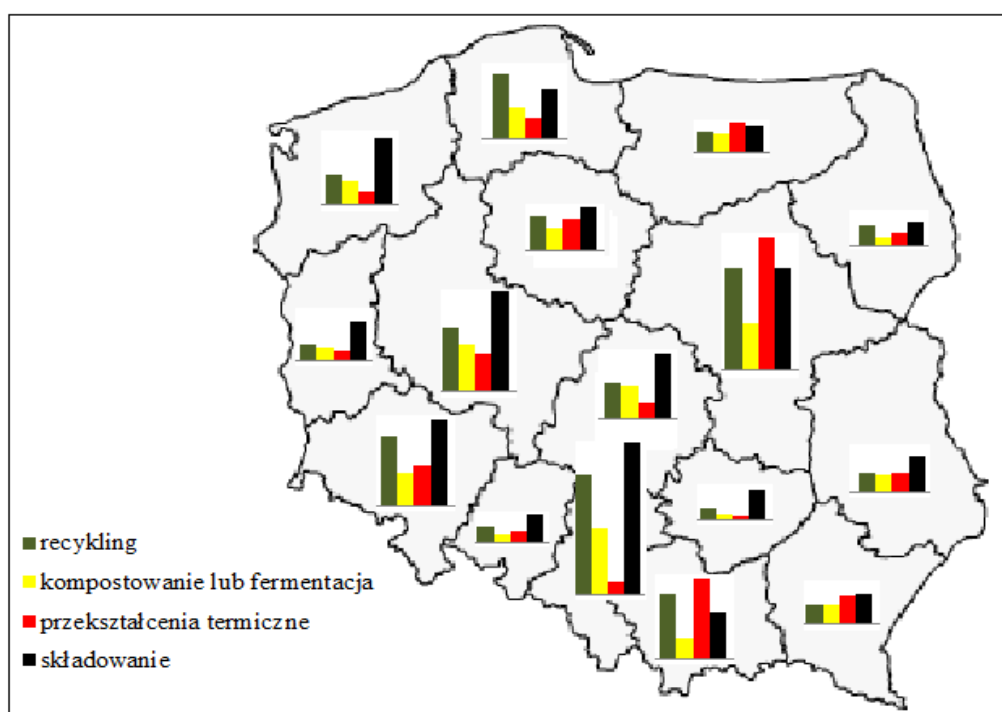 recykling
kompostowanie lub fermentacja
przekształcenia termiczne
składowanie